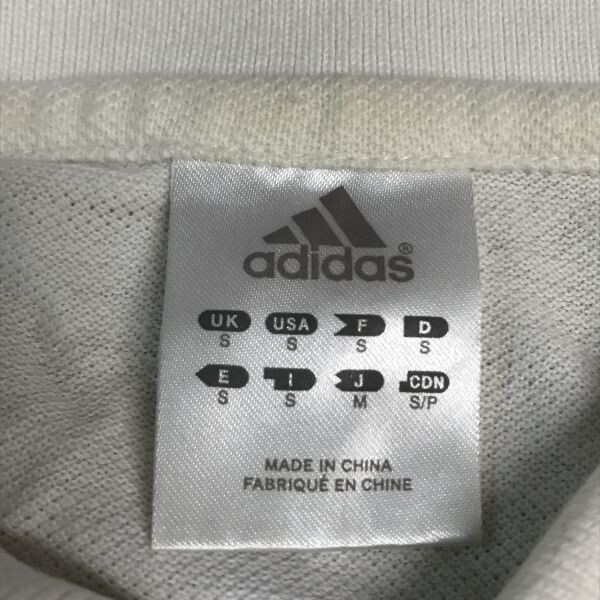 adidas®
UK USA F D
S S S S
E I J CDN
S S M S/P
MADE IN CHINA
FABRIQUÉ EN CHINE